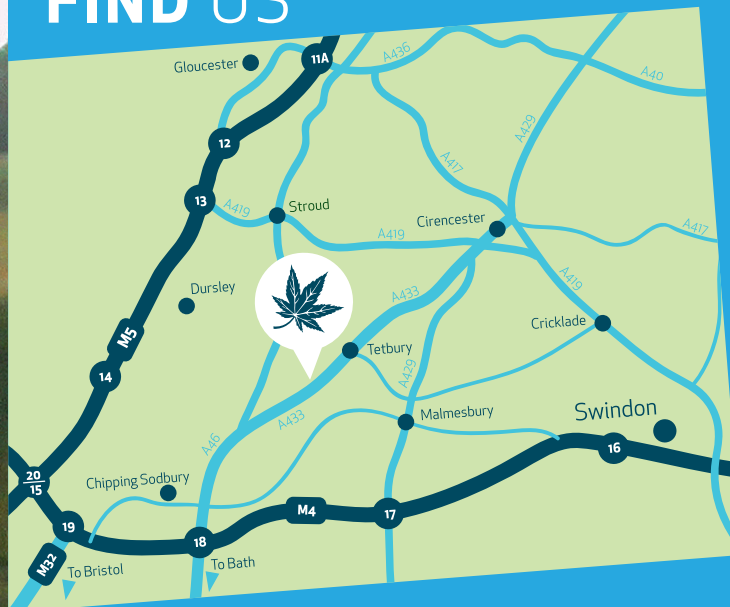 FIND US
11A
A436
Gloucester
A40
A429
12
A417
13
A419
Stroud
Cirencester
A419
A417
Dursley
A433
A419
M5
Cricklade
Tetbury
14
A429
A433
Malmesbury
Swindon
A46
16
20
15
Chipping Sodbury
M4
17
19
18
M32
To Bristol
To Bath